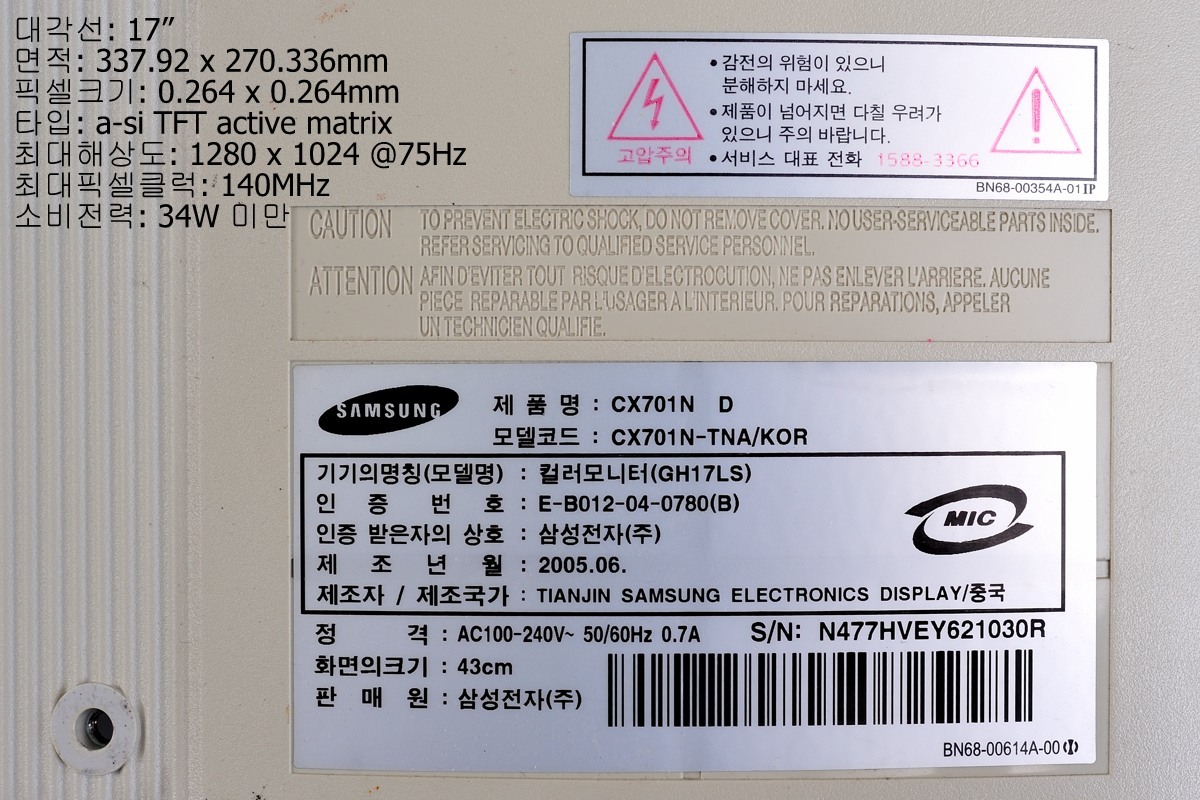 대각선: 17”
면적: 337.92 x 270.336mm
픽셀크기: 0.264 x 0.264mm
타입: a-si TFT active matrix
최대해상도: 1280 x 1024 @75Hz
최대픽셀클럭: 140MHz
소비전력: 34W 미만
고압주의
• 감전의 위험이 있으니
분해하지 마세요.
• 제품이 넘어지면 다칠 우려가
있으니 주의 바랍니다.
• 서비스 대표 전화 1588-3366
BN68-00354A-01IP
CAUTION TO PREVENT ELECTRIC SHOCK, DO NOT REMOVE COVER. NO USER-SERVICEABLE PARTS INSIDE.
REFER SERVICING TO QUALIFIED SERVICE PERSONNEL.
ATTENTION AFIN D'EVITER TOUT RISQUE D'ELECTROCUTION, NE PAS ENLEVER L'ARRIERE. AUCUNE
PIECE REPARABLE PAR L'USAGER A L'INTERIEUR. POUR REPARATIONS, APPELER
UN TECHNICIEN QUALIFIE.
SAMSUNG
제 품 명 : CX701N D
모델코드 : CX701N-TNA/KOR
기기의명칭(모델명) : 컬러모니터(GH17LS)
인 증 번 호 : E-B012-04-0780(B)
인증 받은자의 상호 : 삼성전자(주)
제 조 년 월 : 2005.06.
제조자 / 제조국가 : TIANJIN SAMSUNG ELECTRONICS DISPLAY/중국
MIC
정 격 : AC100-240V~ 50/60Hz 0.7A
S/N: N477HVEY621030R
화면의크기 : 43cm
판 매 원 : 삼성전자(주)
BN68-00614A-00